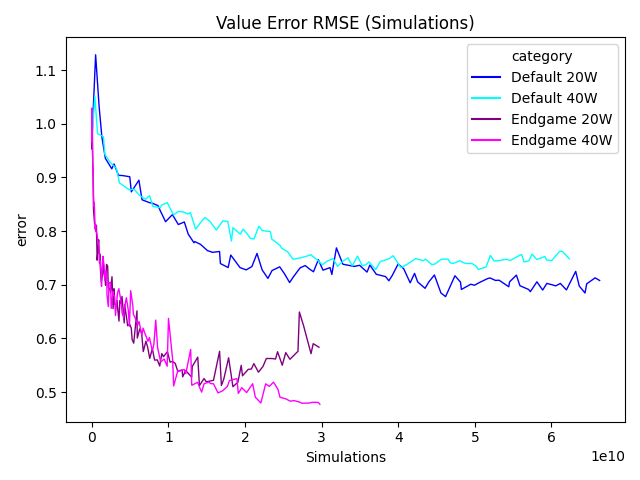 Value Error RMSE (Simulations)
category
Default 20W
Default 40W
Endgame 20W
Endgame 40W
error
1.1
1.0
0.9
0.8
0.7
0.6
0.5
0 1 2 3 4 5 6
1e10
Simulations